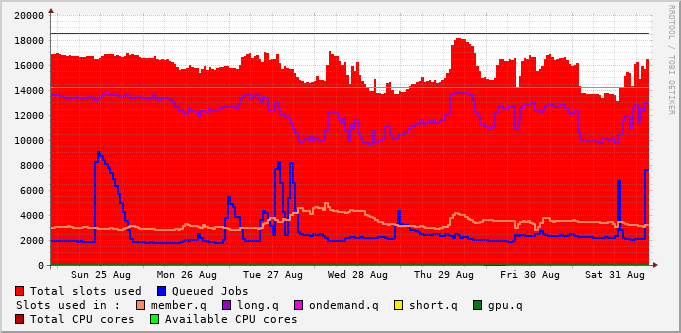 20000
18000
16000
14000
12000
10000
8000
6000
4000
2000
0
Sun 25 Aug Mon 26 Aug Tue 27 Aug Wed 28 Aug Thu 29 Aug Fri 30 Aug Sat 31 Aug
Total slots used Queued Jobs
Slots used in : member.q long.q ondemand.q short.q gpu.q
Total CPU cores Available CPU cores
RRDTOOL / TOBI OETIKER